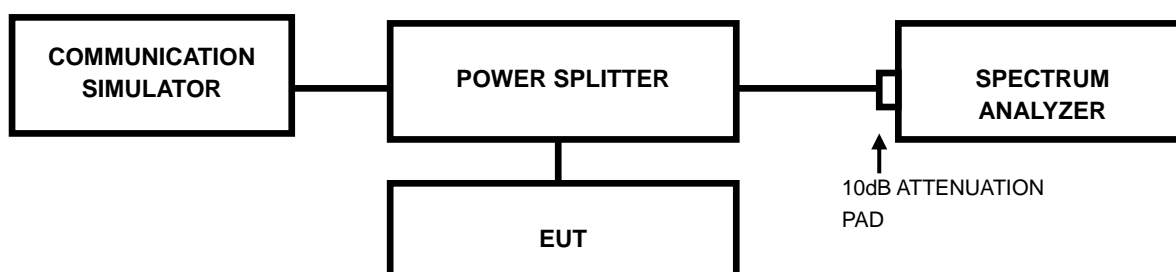 COMMUNICATION
SIMULATOR
POWER SPLITTER
SPECTRUM
ANALYZER
10dB ATTENUATION
PAD
EUT